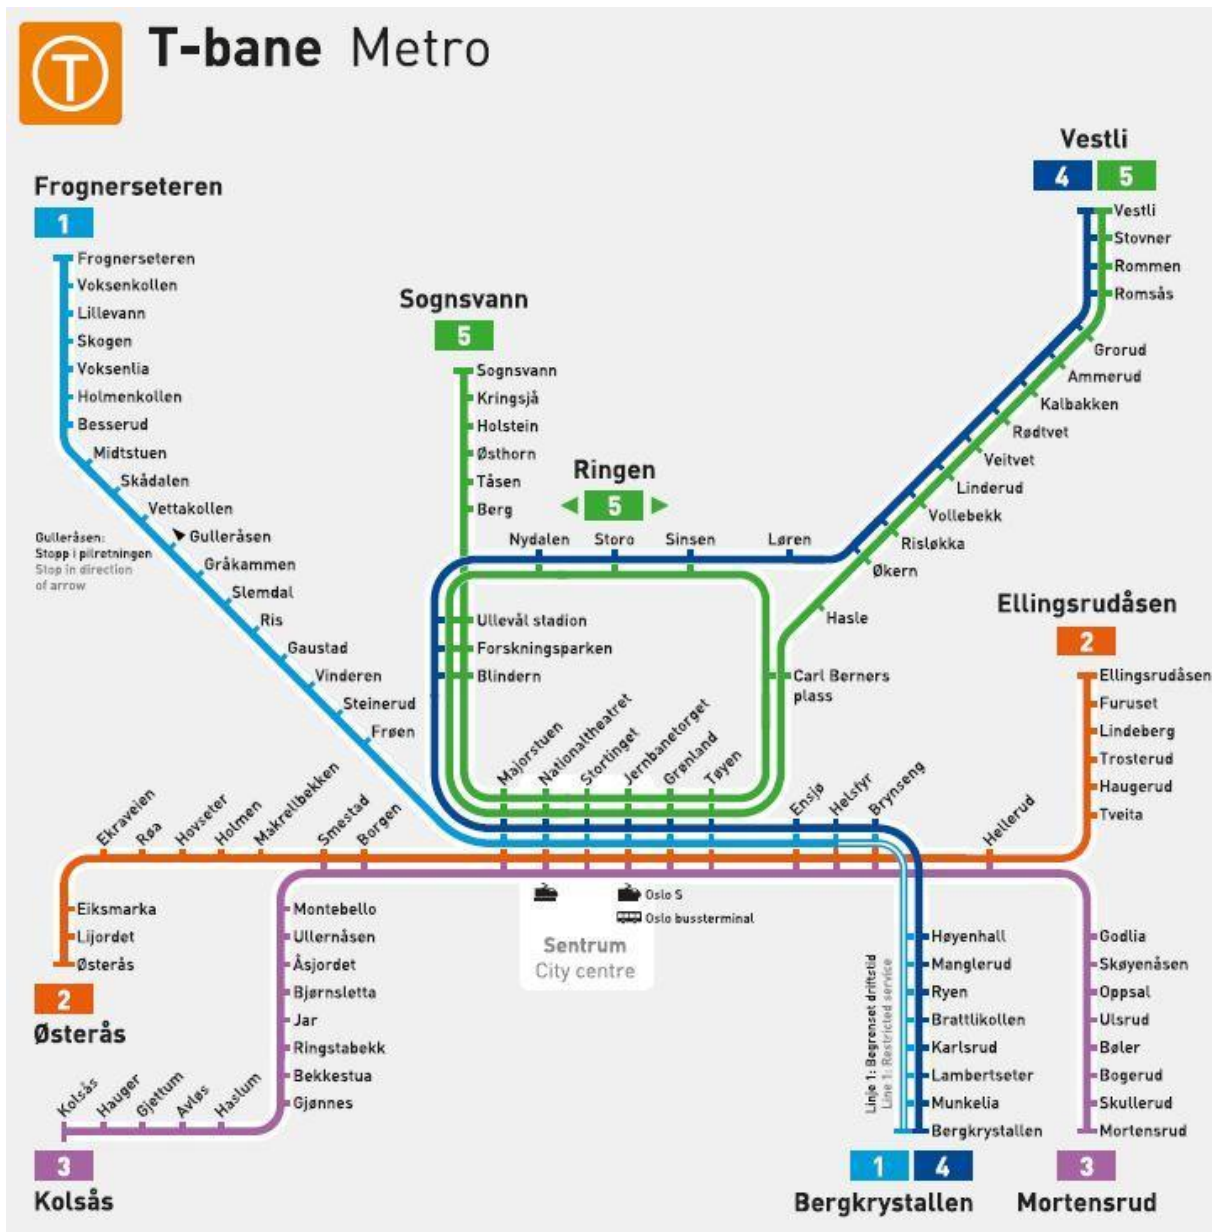 T
T-bane Metro
Vestli
4 5
Vestli
Stovner
Rommen
Romsås
Grorud
Ammerud
Kalbakken
Rødtvet
Veitvet
Linderud
Vollebekk
Risløkka
Økern
Hasle
Carl Berners
plass
Frognerseteren
1
Frognerseteren
Voksenkollen
Lillevann
Skogen
Voksenlia
Holmenkollen
Besserud
Midtstuen
Skådalen
Vettakollen
Gulleråsen
Gråkammen
Slemdal
Ris
Gaustad
Vinderen
Steinerud
Frøen
Gulleråsen:
Stopp i pilretningen
Stop in direction
of arrow
Sognsvann
5
Sognsvann
Kringsjå
Holstein
Østhorn
Tåsen
Berg
Ringen
5
Nydalen
Storo
Sinsen
Løren
Ullevål stadion
Forskningsparken
Blindern
Majorstuen
Nationaltheatret
Stortinget
Jernbanetorget
Grønland
Tøyen
Ensjø
Helsfyr
Brynseng
Hellerud
Ellingsrudåsen
2
Ellingsrudåsen
Furuset
Lindeberg
Trosterud
Haugerud
Tveita
Ekraveien
Røa
Hovseter
Holmen
Makrellbekken
Smestad
Borgen
Eiksmarka
Lijordet
Østerås
2
Østerås
Montebello
Ullernåsen
Åsjordet
Bjørnsletta
Jar
Ringstabekk
Bekkestua
Gjønnes
Kolsås
Hauger
Gjettum
Avløs
Haslum
3
Kolsås
Oslo S
Oslo bussterminal
Sentrum
City centre
Linje 1: Begrenset driftstid
Line 1: Restricted service
Høyenhall
Manglerud
Ryen
Brattlikollen
Karlsrud
Lambertseter
Munkelia
Bergkrystallen
1 4
Bergkrystallen
Godlia
Skøyenåsen
Oppsal
Ulsrud
Bøler
Bogerud
Skullerud
Mortensrud
3
Mortensrud